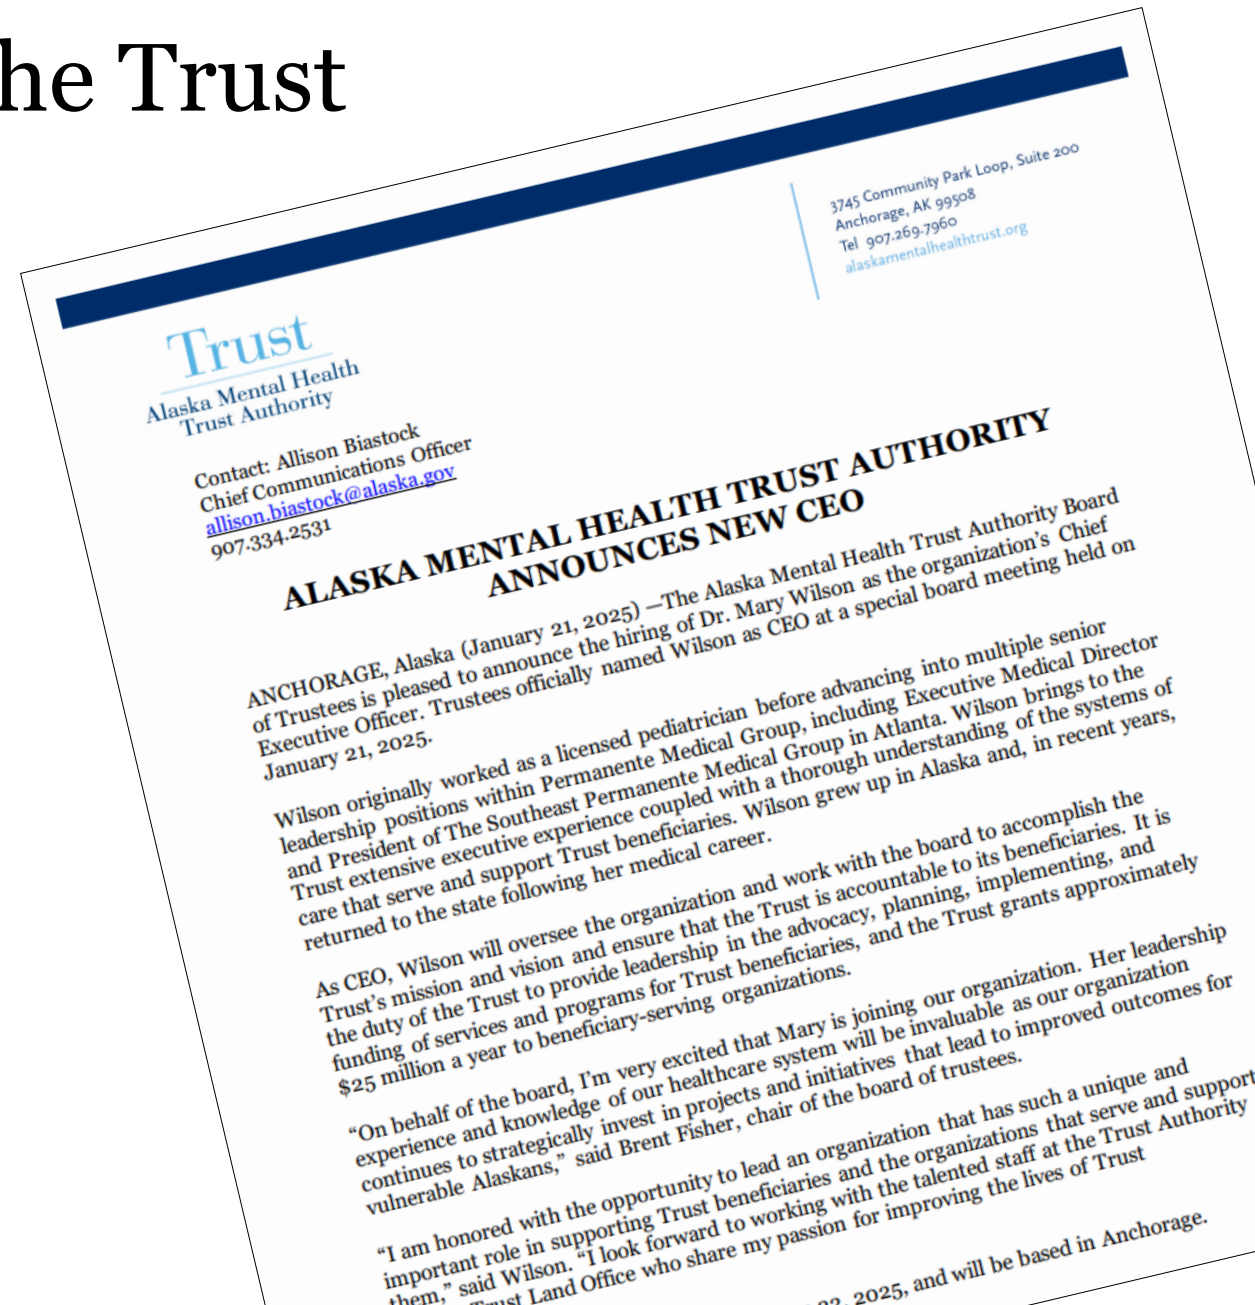 he Trust
3745 Community Park Loop, Suite 200
Anchorage, AK 99508
Tel 907.269.7960
alaskamentalhealthtrust.org
Trust
Alaska Mental Health
Trust Authority
Contact: Allison Biastock
Chief Communications Officer
allison.biastock@alaska.gov
907.334.2531
ALASKA MENTAL HEALTH TRUST AUTHORITY
ANNOUNCES NEW CEO
ANCHORAGE, Alaska (January 21, 2025) —The Alaska Mental Health Trust Authority Board
of Trustees is pleased to announce the hiring of Dr. Mary Wilson as the organization’s Chief
Executive Officer. Trustees officially named Wilson as CEO at a special board meeting held on
January 21, 2025.
Wilson originally worked as a licensed pediatrician before advancing into multiple senior
leadership positions within Permanente Medical Group, including Executive Medical Director
and President of The Southeast Permanente Medical Group in Atlanta. Wilson brings to the
Trust extensive executive experience coupled with a thorough understanding of the systems of
care that serve and support Trust beneficiaries. Wilson grew up in Alaska and, in recent years,
returned to the state following her medical career.
As CEO, Wilson will oversee the organization and work with the board to accomplish the
Trust’s mission and vision and ensure that the Trust is accountable to its beneficiaries. It is
the duty of the Trust to provide leadership in the advocacy, planning, implementing, and
funding of services and programs for Trust beneficiaries, and the Trust grants approximately
$25 million a year to beneficiary-serving organizations.
“On behalf of the board, I’m very excited that Mary is joining our organization. Her leadership
experience and knowledge of our healthcare system will be invaluable as our organization
continues to strategically invest in projects and initiatives that lead to improved outcomes for
vulnerable Alaskans,” said Brent Fisher, chair of the board of trustees.
“I am honored with the opportunity to lead an organization that has such a unique and
important role in supporting Trust beneficiaries and the organizations that serve and support
them,” said Wilson. “I look forward to working with the talented staff at the Trust Authority
Trust Land Office who share my passion for improving the lives of Trust
2025, and will be based in Anchorage.